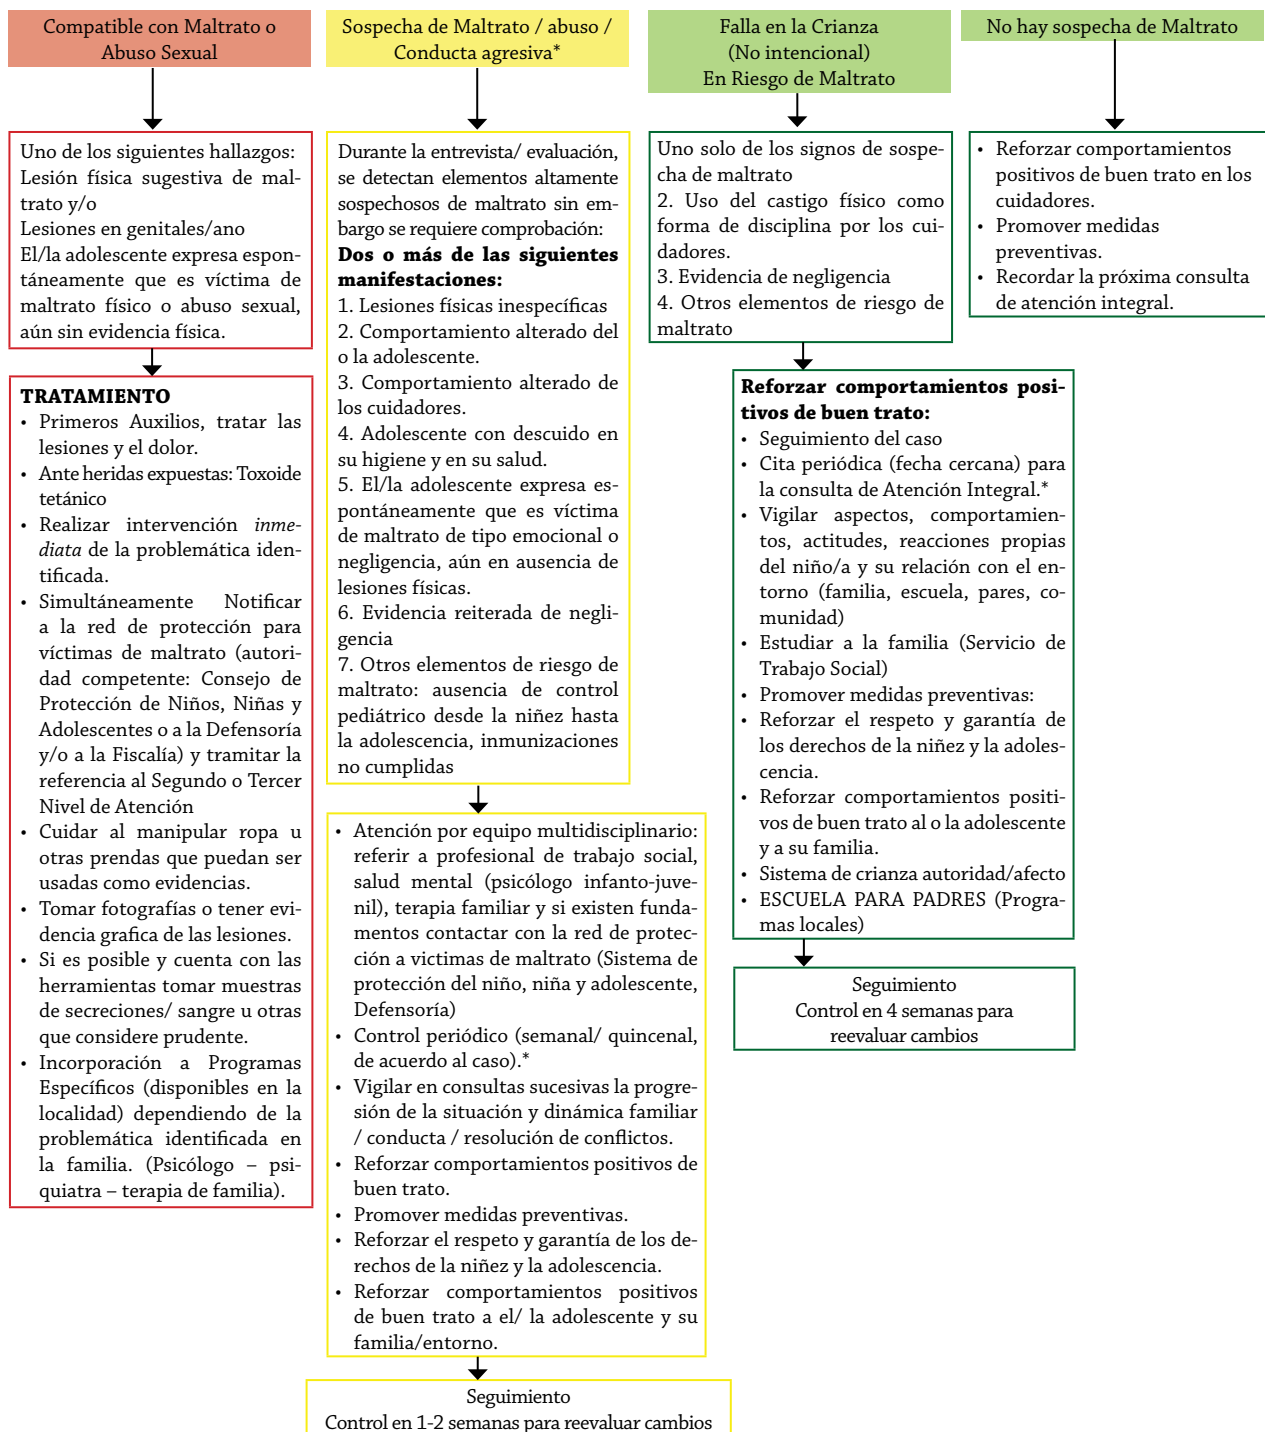 Compatible con Maltrato o
Abuso Sexual
Uno de los siguientes hallazgos:
Lesión física sugestiva de mal-
trato y/o
Lesiones en genitales/ano
El/la adolescente expresa espon-
táneamente que es víctima de
maltrato físico o abuso sexual,
aún sin evidencia física.
TRATAMIENTO
• Primeros Auxilios, tratar las
lesiones y el dolor.
• Ante heridas expuestas: Toxoide
tetánico
• Realizar intervención inme-
diata de la problemática iden-
tificada.
• Simultáneamente Notificar
a la red de protección para
víctimas de maltrato (autori-
dad competente: Consejo de
Protección de Niños, Niñas y
Adolescentes o a la Defensoría
y/o a la Fiscalía) y tramitar la
referencia al Segundo o Tercer
Nivel de Atención
• Cuidar al manipular ropa u
otras prendas que puedan ser
usadas como evidencias.
• Tomar fotografías o tener evi-
dencia grafica de las lesiones.
• Si es posible y cuenta con las
herramientas tomar muestras
de secreciones/ sangre u otras
que considere prudente.
• Incorporación a Programas
Específicos (disponibles en la
localidad) dependiendo de la
problemática identificada en
la familia. (Psicólogo – psi-
quiatra – terapia de familia).
Sospecha de Maltrato / abuso /
Conducta agresiva*
Durante la entrevista/ evaluación,
se detectan elementos altamente
sospechosos de maltrato sin em-
bargo se requiere comprobación:
Dos o más de las siguientes
manifestaciones:
1. Lesiones físicas inespecíficas
2. Comportamiento alterado del
o la adolescente.
3. Comportamiento alterado de
los cuidadores.
4. Adolescente con descuido en
su higiene y en su salud.
5. El/la adolescente expresa es-
pontáneamente que es víctima
de maltrato de tipo emocional o
negligencia, aún en ausencia de
lesiones físicas.
6. Evidencia reiterada de negli-
gencia
7. Otros elementos de riesgo de
maltrato: ausencia de control
pediátrico desde la niñez hasta
la adolescencia, inmunizaciones
no cumplidas
• Atención por equipo multidisciplinario:
referir a profesional de trabajo social,
salud mental (psicólogo infanto-juve-
nil), terapia familiar y si existen funda-
mentos contactar con la red de protec-
ción a victimas de maltrato (Sistema de
protección del niño, niña y adolescente,
Defensoría)
• Control periódico (semanal/ quincenal,
de acuerdo al caso).*
• Vigilar en consultas sucesivas la progre-
sión de la situación y dinámica familiar
/ conducta / resolución de conflictos.
• Reforzar comportamientos positivos de
buen trato.
• Promover medidas preventivas.
• Reforzar el respeto y garantía de los de-
rechos de la niñez y la adolescencia.
• Reforzar comportamientos positivos
de buen trato a el/ la adolescente y su
familia/entorno.
Seguimiento
Control en 1-2 semanas para reevaluar cambios
Falla en la Crianza
(No intencional)
En Riesgo de Maltrato
Uno solo de los signos de sospe-
cha de maltrato
2. Uso del castigo físico como
forma de disciplina por los cui-
dadores.
3. Evidencia de negligencia
4. Otros elementos de riesgo de
maltrato
Reforzar comportamientos posi-
tivos de buen trato:
• Seguimiento del caso
• Cita periódica (fecha cercana) para
la consulta de Atención Integral.*
• Vigilar aspectos, comportamien-
tos, actitudes, reacciones propias
del niño/a y su relación con el en-
torno (familia, escuela, pares, co-
munidad)
• Estudiar a la familia (Servicio de
Trabajo Social)
• Promover medidas preventivas:
• Reforzar el respeto y garantía de
los derechos de la niñez y la adoles-
cencia.
• Reforzar comportamientos positi-
vos de buen trato al o la adolescente
y a su familia.
• Sistema de crianza autoridad/afecto
• ESCUELA PARA PADRES (Progra-
mas locales)
Seguimiento
Control en 4 semanas para
reevaluar cambios
No hay sospecha de Maltrato
• Reforzar comportamientos
positivos de buen trato en los
cuidadores.
• Promover medidas
preventivas.
• Recordar la próxima consulta
de atención integral.